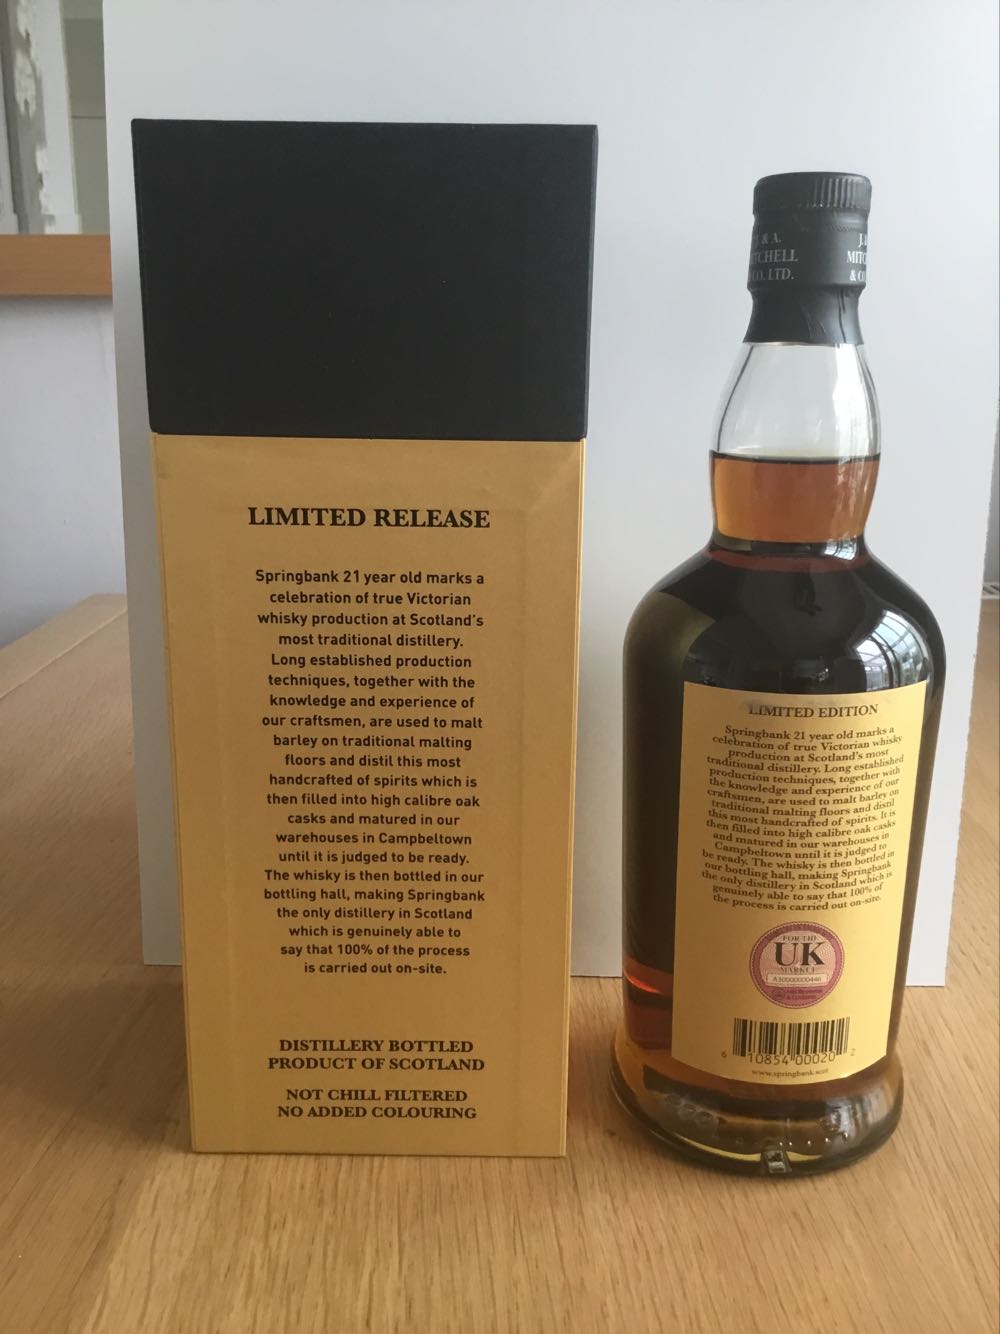 LIMITED RELEASE
Springbank 21 year old marks a
celebration of true Victorian
whisky production at Scotland's
most traditional distillery.
Long established production
techniques, together with the
knowledge and experience of
our craftsmen, are used to malt
barley on traditional malting
floors and distil this most
handcrafted of spirits which is
then filled into high calibre oak
casks and matured in our
warehouses in Campbeltown
until it is judged to be ready.
The whisky is then bottled in our
bottling hall, making Springbank
the only distillery in Scotland
which is genuinely able to
say that 100% of the process
is carried out on-site.
DISTILLERY BOTTLED
PRODUCT OF SCOTLAND
NOT CHILL FILTERED
NO ADDED COLOURING
J. & A.
MITCHELL
CO. LTD.
LIMITED EDITION
Springbank 21 year old marks a
celebration of true Victorian whisky
production at Scotland's most
traditional distillery. Long established
production techniques, together with
the knowledge and experience of our
craftsmen, are used to malt barley on
traditional malting floors and distil
this most handcrafted of spirits. It is
then filled into high calibre oak casks
and matured in our warehouses in
Campbeltown until it is judged to
be ready. The whisky is then bottled in
our bottling hall, making Springbank
the only distillery in Scotland which is
genuinely able to say that 100% of
the process is carried out on-site.
FOR THE
UK
MARKET
A30000000446
& Customs
6 10854 00020 2
www.springbank.scot